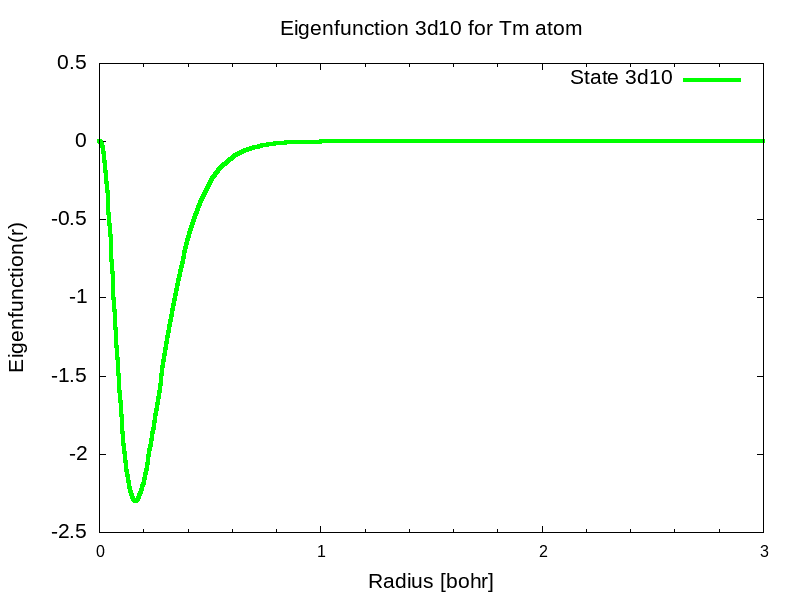 Eigenfunction 3d10 for Tm atom
State 3d10
0.5
0
-0.5
-1
-1.5
-2
-2.5
Eigenfunction(r)
0 1 2 3
Radius [bohr]